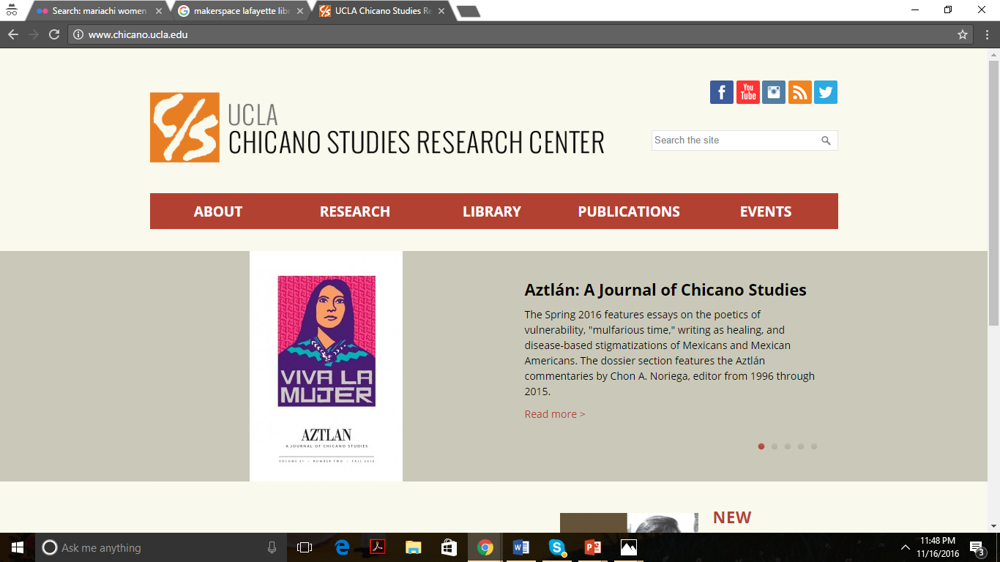 Search: mariachi women
makerspace lafayette libr
UCLA Chicano Studies Re
www.chicano.ucla.edu
You
Tube
C/S
UCLA
CHICANO STUDIES RESEARCH CENTER
Search the site
ABOUT RESEARCH LIBRARY PUBLICATIONS EVENTS
VIVA LA
MUJER
AZTLAN
A JOURNAL OF CHICANO STUDIES
VOLUME 41 • NUMBER TWO • FALL 2016
Aztlán: A Journal of Chicano Studies
The Spring 2016 features essays on the poetics of
vulnerability, "mulfarious time," writing as healing, and
disease-based stigmatizations of Mexicans and Mexican
Americans. The dossier section features the Aztlán
commentaries by Chon A. Noriega, editor from 1996 through
2015.
Read more >
NEW
Ask me anything
11:48 PM
11/16/2016
3